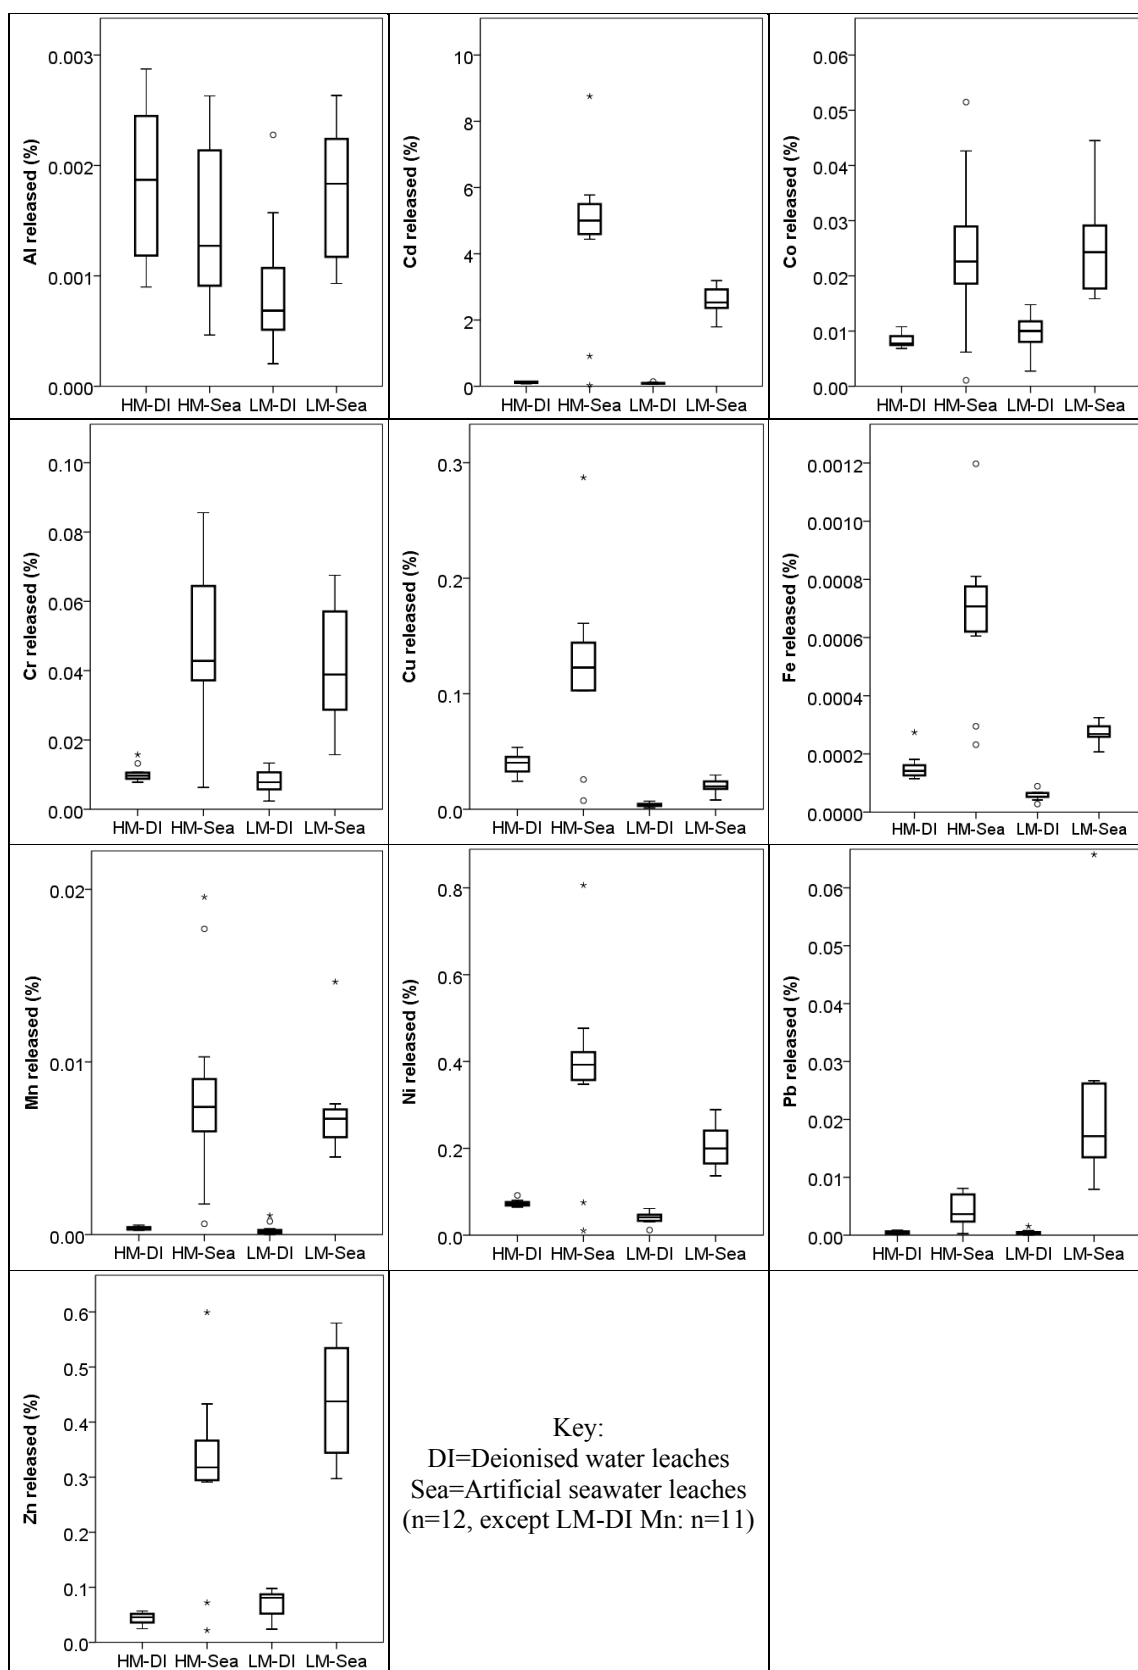 Al released (%)
0.003
0.002
0.001
0.000
HM-DI HM-Sea LM-DI LM-Sea
Cd released (%)
10
8
6
4
2
0
HM-DI HM-Sea LM-DI LM-Sea
Co released (%)
0.06
0.05
0.04
0.03
0.02
0.01
0.00
HM-DI HM-Sea LM-DI LM-Sea
Cr released (%)
0.10
0.08
0.06
0.04
0.02
0.00
HM-DI HM-Sea LM-DI LM-Sea
Cu released (%)
0.3
0.2
0.1
0.0
HM-DI HM-Sea LM-DI LM-Sea
Fe released (%)
0.0012
0.0010
0.0008
0.0006
0.0004
0.0002
0.0000
HM-DI HM-Sea LM-DI LM-Sea
Mn released (%)
0.02
0.01
0.00
HM-DI HM-Sea LM-DI LM-Sea
Ni released (%)
0.8
0.6
0.4
0.2
0.0
HM-DI HM-Sea LM-DI LM-Sea
Pb released (%)
0.06
0.05
0.04
0.03
0.02
0.01
0.00
HM-DI HM-Sea LM-DI LM-Sea
Zn released (%)
0.6
0.5
0.4
0.3
0.2
0.1
0.0
HM-DI HM-Sea LM-DI LM-Sea
Key:
DI=Deionised water leaches
Sea=Artificial seawater leaches
(n=12, except LM-DI Mn: n=11)